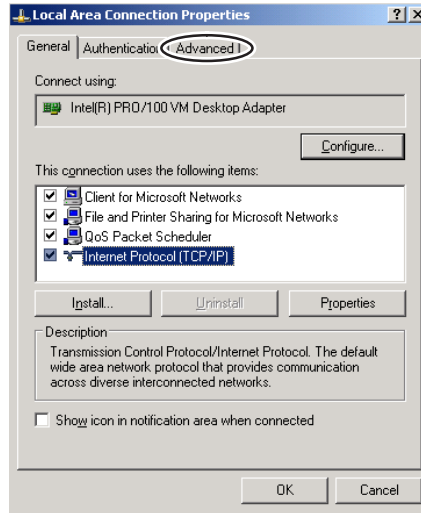 Local Area Connection Properties
General Authentication Advanced
Connect using:
Intel(R) PRO/100 VM Desktop Adapter
Configure...
This connection uses the following items:
Client for Microsoft Networks
File and Printer Sharing for Microsoft Networks
QoS Packet Scheduler
Internet Protocol (TCP/IP)
Install... Uninstall Properties
Description
Transmission Control Protocol/Internet Protocol. The default
wide area network protocol that provides communication
across diverse interconnected networks.
Show icon in notification area when connected
OK Cancel